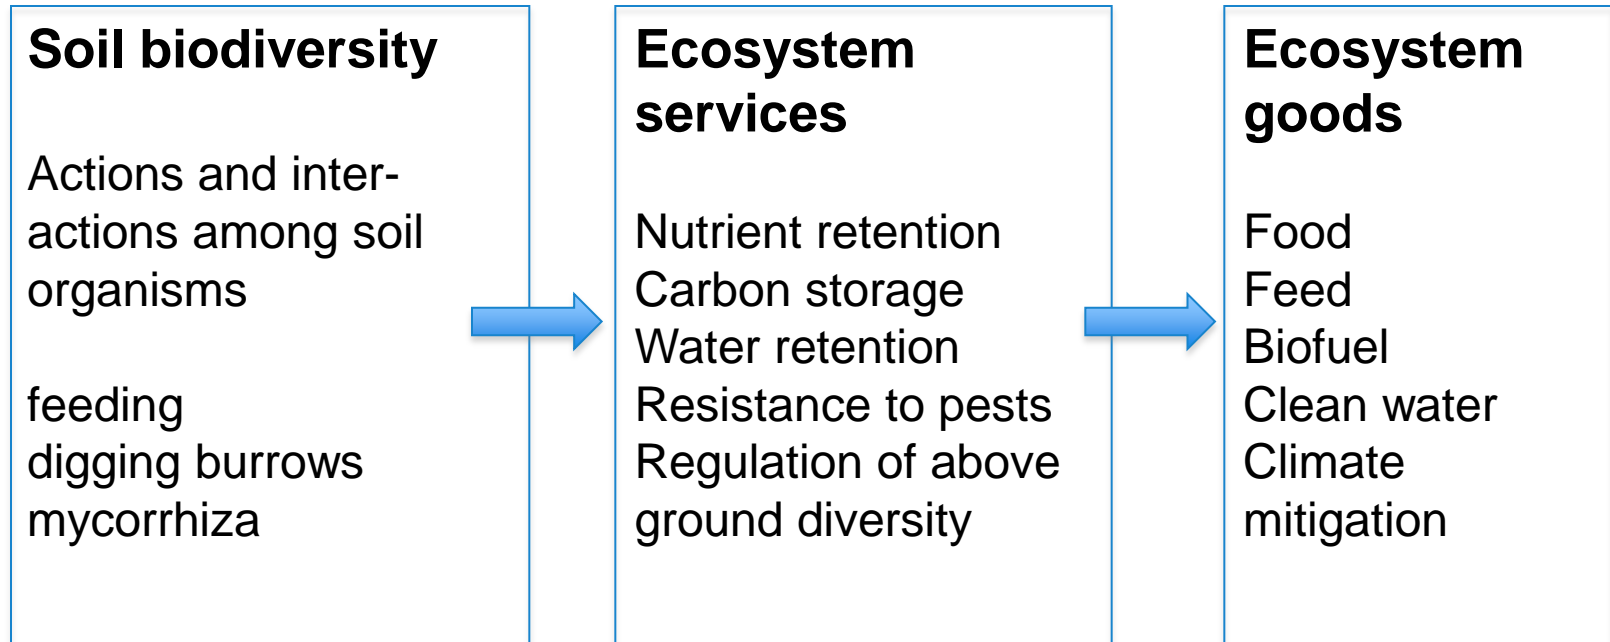 Soil biodiversity
Actions and inter-
actions among soil
organisms
feeding
digging burrows
mycorrhiza
Ecosystem
services
Nutrient retention
Carbon storage
Water retention
Resistance to pests
Regulation of above
ground diversity
Ecosystem
goods
Food
Feed
Biofuel
Clean water
Climate
mitigation